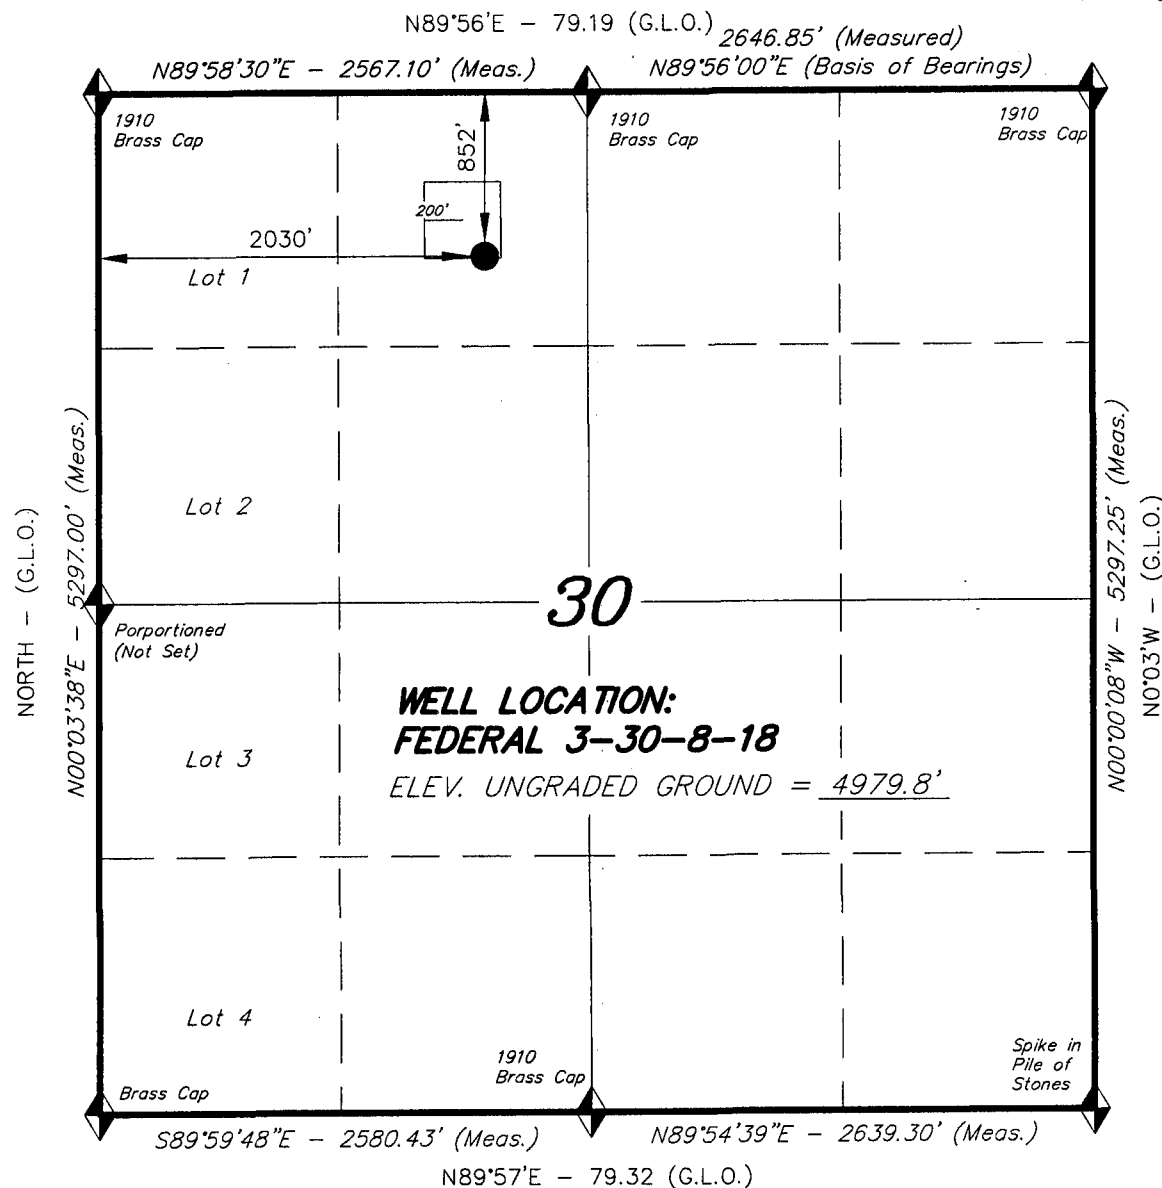 N89°56'E - 79.19 (G.L.O.)
2646.85' (Measured)
N89°58'30"E - 2567.10' (Meas.)
N89°56'00"E (Basis of Bearings)
1910
Brass Cap
1910
Brass Cap
1910
Brass Cap
852'
200'
2030'
Lot 1
Lot 2
NORTH - (G.L.O.)
N00°03'38"E - 5297.00' (Meas.)
N00°00'08"W - 5297.25' (Meas.)
N0°03'W - (G.L.O.)
30
Porportioned
(Not Set)
WELL LOCATION:
FEDERAL 3-30-8-18
Lot 3
ELEV. UNGRADED GROUND = 4979.8'
Lot 4
1910
Brass Cap
Spike in
Pile of
Stones
Brass Cap
S89°59'48"E - 2580.43' (Meas.)
N89°54'39"E - 2639.30' (Meas.)
N89°57'E - 79.32 (G.L.O.)